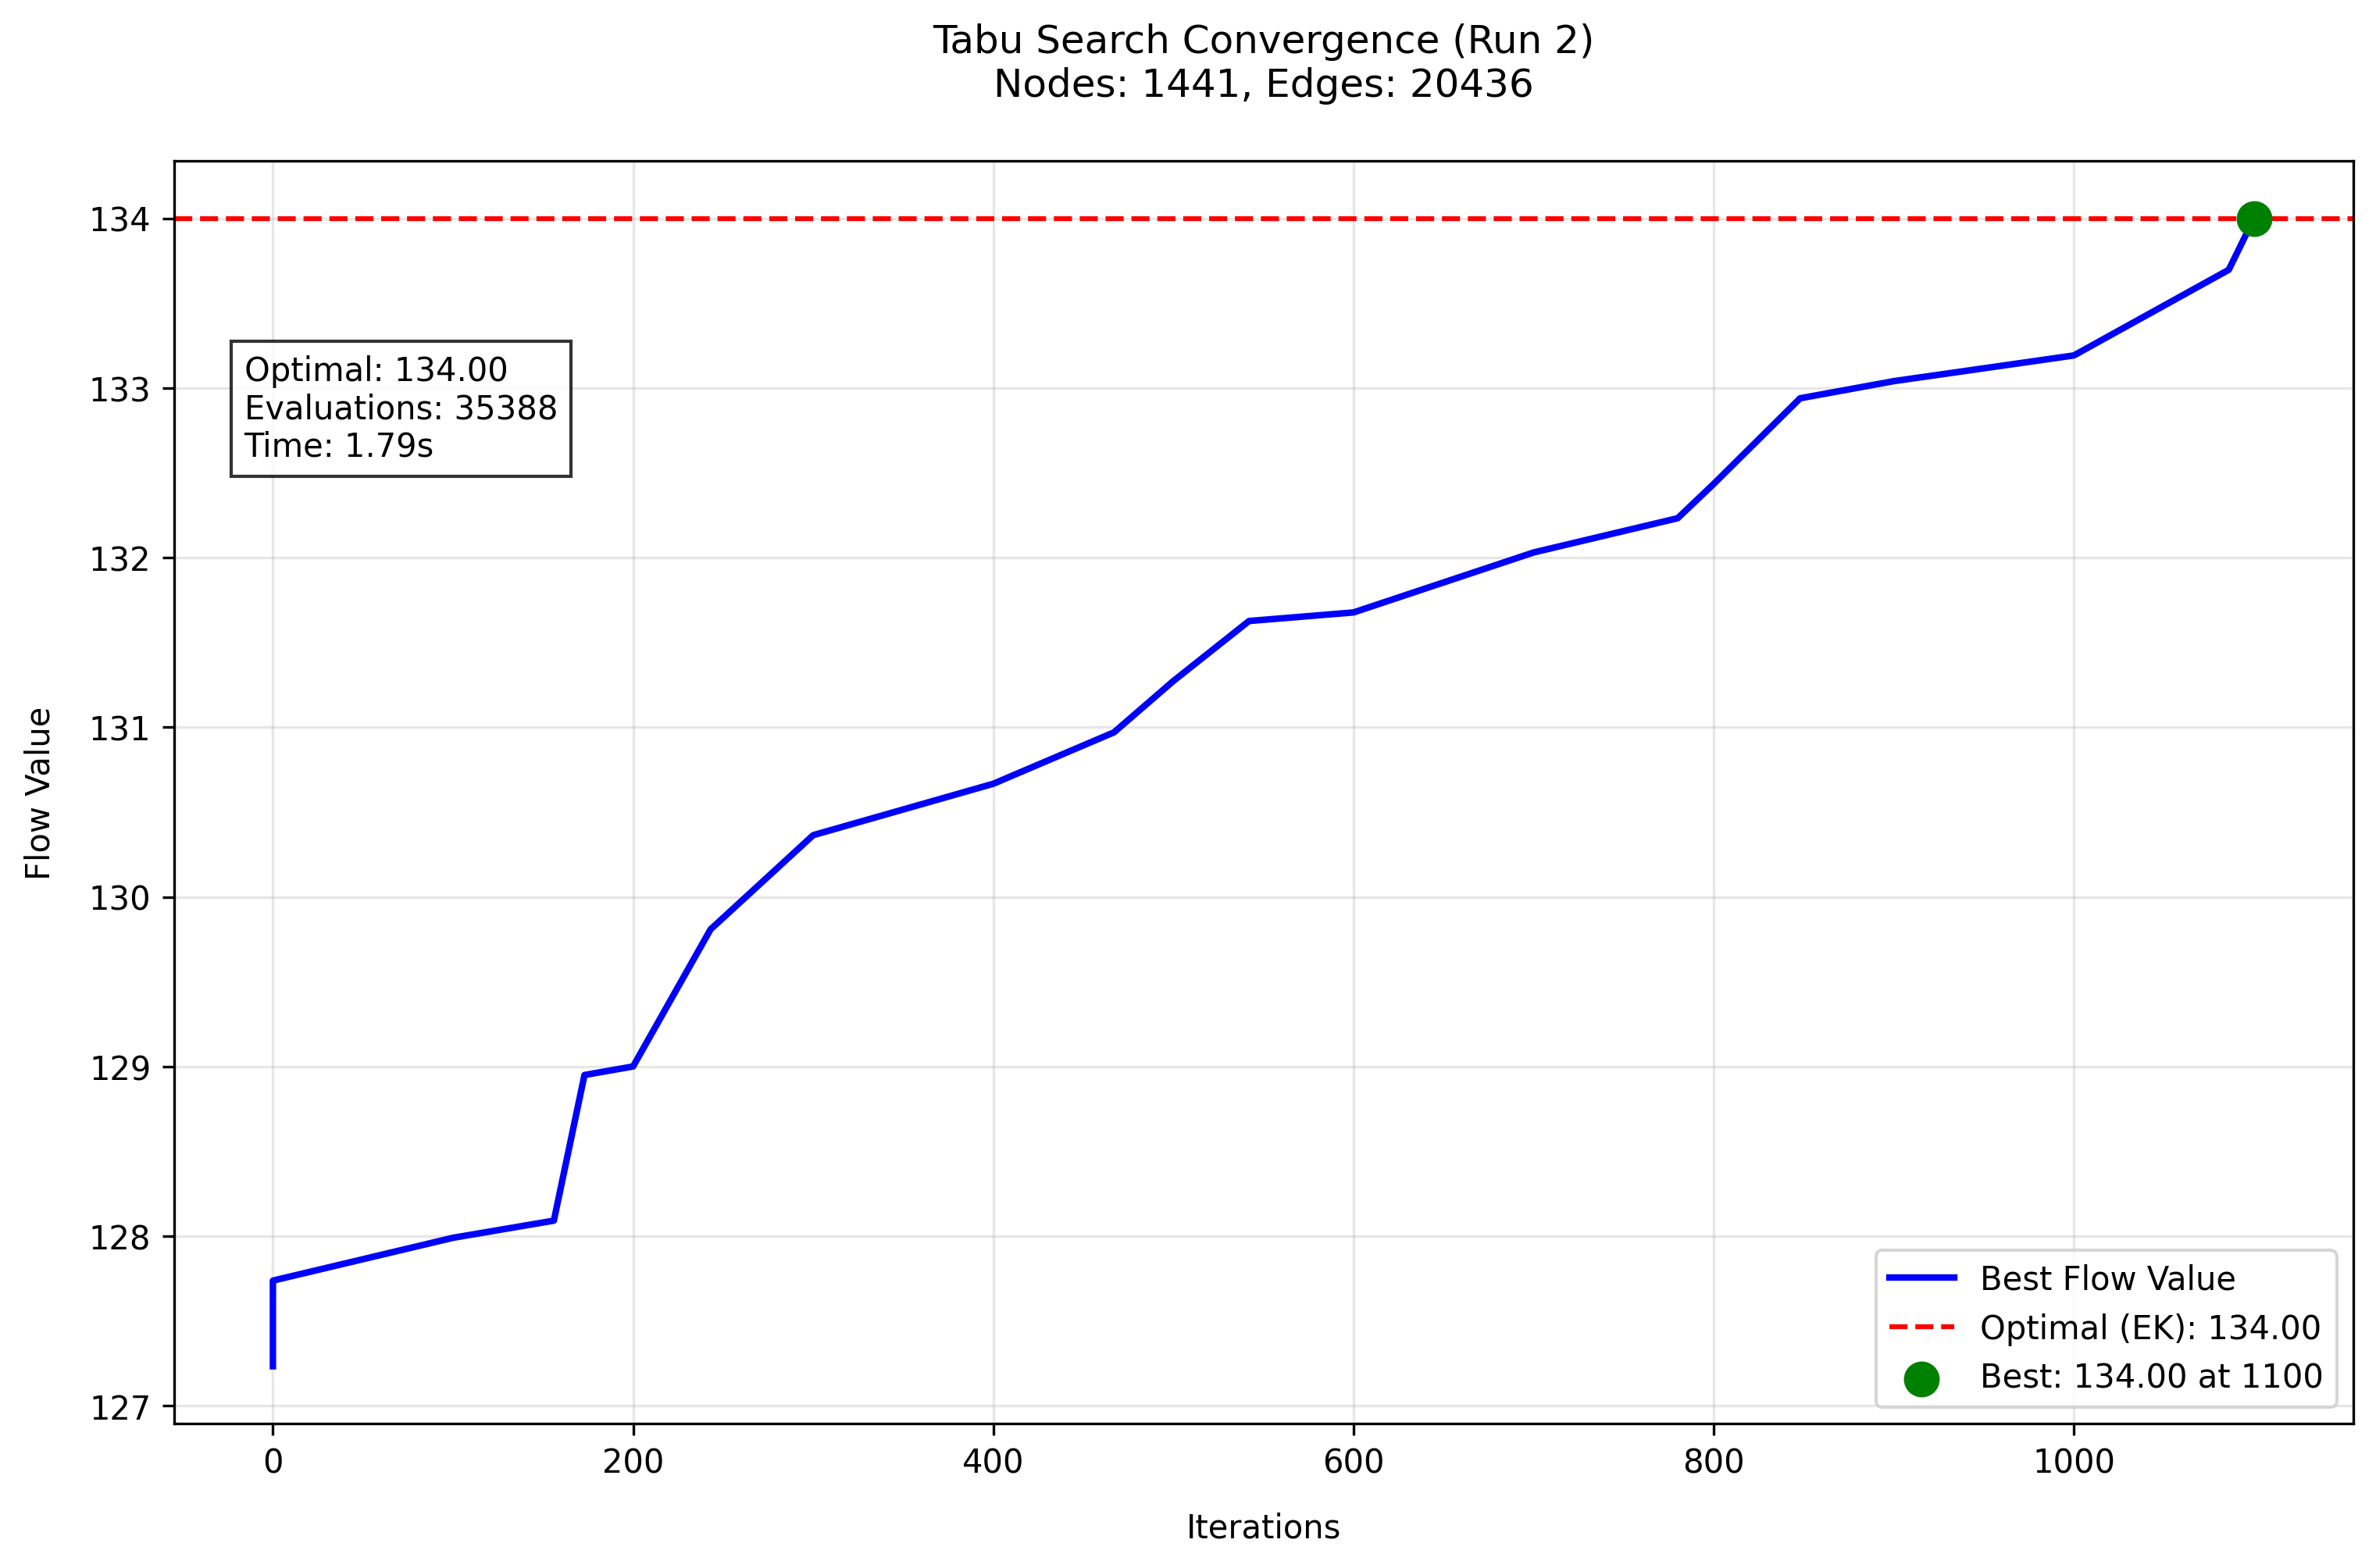 Tabu Search Convergence (Run 2)
Nodes: 1441, Edges: 20436
134
133
132
131
130
129
128
127
Flow Value
Optimal: 134.00
Evaluations: 35388
Time: 1.79s
Best Flow Value
Optimal (EK): 134.00
Best: 134.00 at 1100
0 200 400 600 800 1000
Iterations